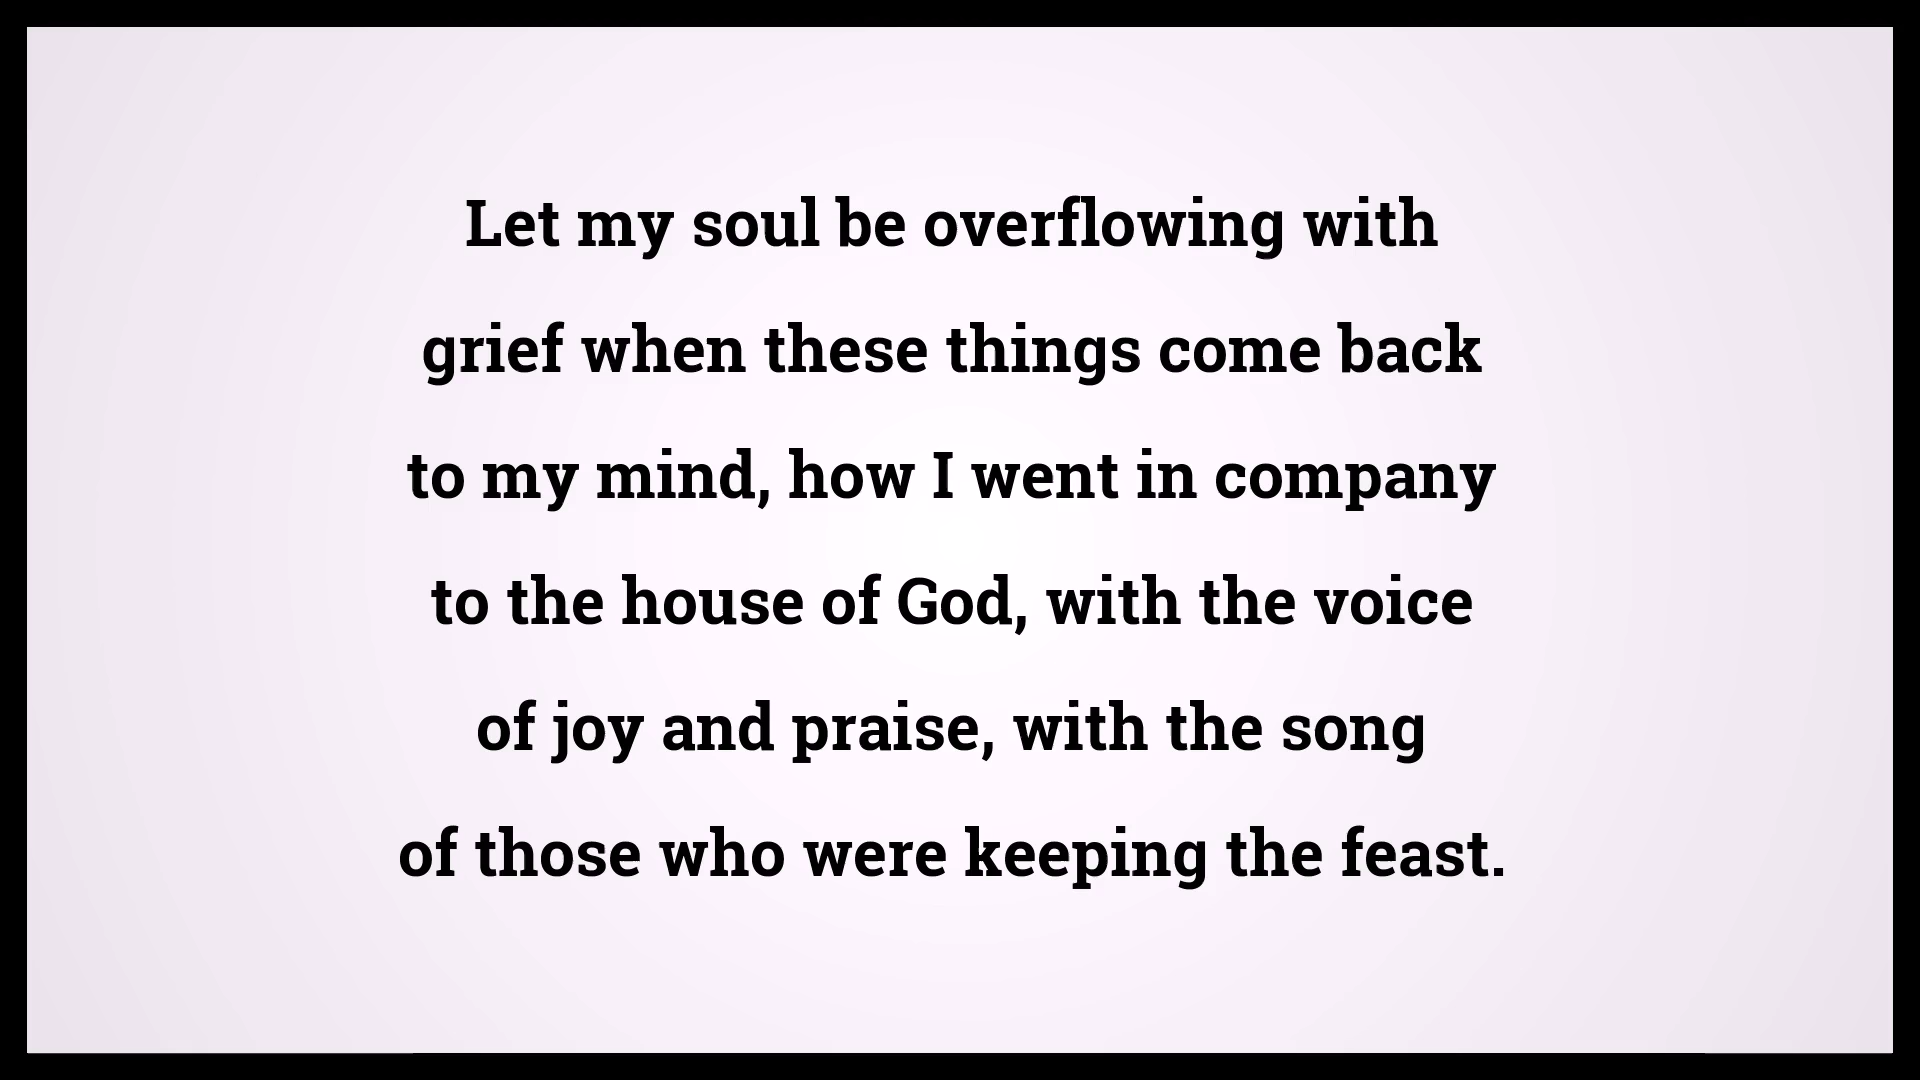 Let my soul be overflowing with
grief when these things come back
to my mind, how I went in company
to the house of God, with the voice
of joy and praise, with the song
of those who were keeping the feast.